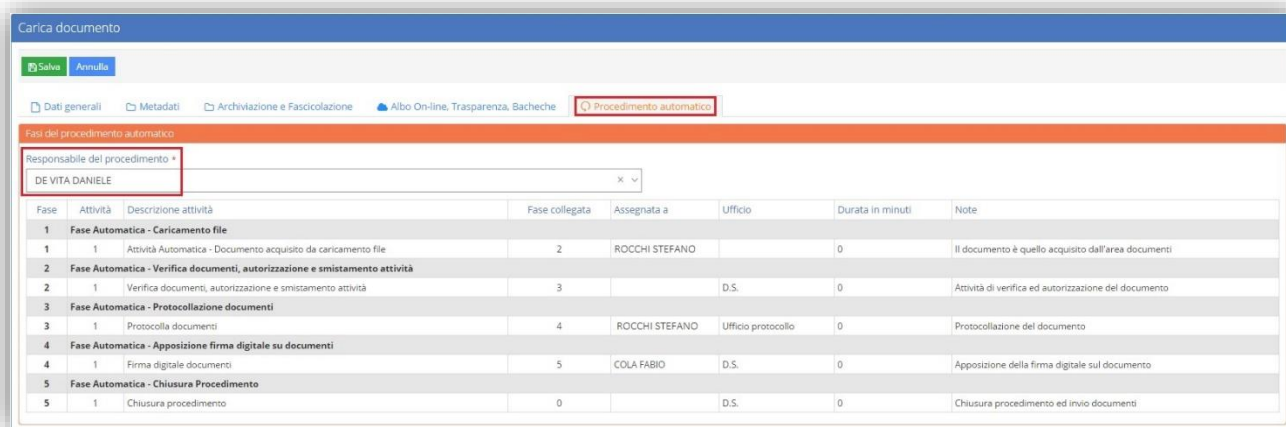 Carica documento
Salva Annulla
Dati generali Metadati Archiviazione e Fascicolazione Albo On-line, Trasparenza, Bacheche Procedimento automatico
Fasi del procedimento automatico
Responsabile del procedimento *
DE VITA DANIELE
Fase Attività Descrizione attività Fase collegata Assegnata a Ufficio Durata in minuti Note
1 Fase Automatica - Caricamento file
1 1 Attività Automatica - Documento acquisito da caricamento file 2 ROCCHI STEFANO 0 Il documento è quello acquisito dall'area documenti
2 Fase Automatica - Verifica documenti, autorizzazione e smistamento attività
2 1 Verifica documenti, autorizzazione e smistamento attività 3 D.S. 0 Attività di verifica ed autorizzazione del documento
3 Fase Automatica - Protocollazione documenti
3 1 Protocolla documenti 4 ROCCHI STEFANO Ufficio protocollo 0 Protocollazione del documento
4 Fase Automatica - Apposizione firma digitale su documenti
4 1 Firma digitale documenti 5 COLA FABIO D.S. 0 Apposizione della firma digitale sul documento
5 Fase Automatica - Chiusura Procedimento
5 1 Chiusura procedimento 0 D.S. 0 Chiusura procedimento ed invio documenti